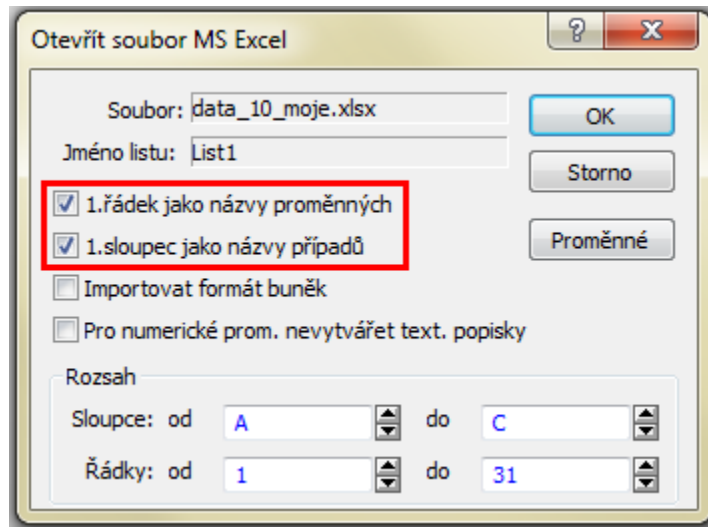 Otevřít soubor MS Excel
Soubor: data_10_moje.xlsx
OK
Jméno listu: List1
Storno
1.řádek jako názvy proměnných
1.sloupec jako názvy případů
Proměnné
Importovat formát buněk
Pro numerické prom. nevytvářet text. popisky
Rozsah
Sloupce: od A do C
Řádky: od 1 do 31